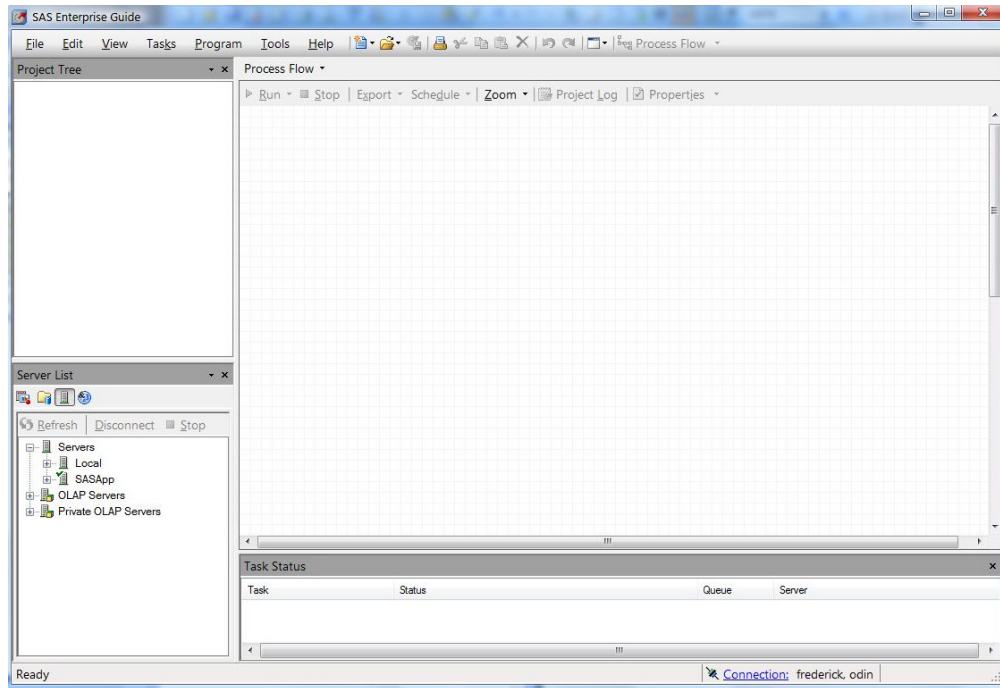 SAS Enterprise Guide
File Edit View Tasks Program Tools Help Process Flow
Project Tree
Process Flow
Run Stop Export Schedule Zoom Project Log Properties
Server List
Refresh Disconnect Stop
Servers
Local
SASApp
OLAP Servers
Private OLAP Servers
Task Status
Task Status Queue Server
Ready Connection: frederick, odin